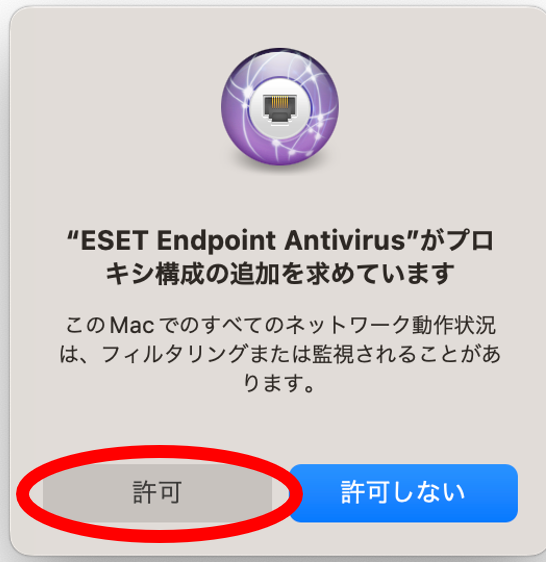 “ESET Endpoint Antivirus”がプロ
キシ構成の追加を求めています
このMacでのすべてのネットワーク動作状況
は、フィルタリングまたは監視されることがあ
ります。
許可
許可しない